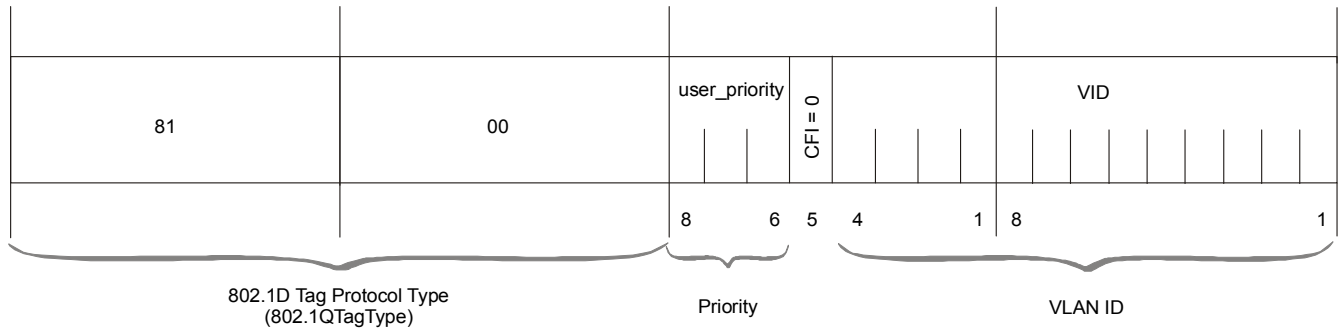 81
00
user_priority
CFI = 0
VID
8
6
5
4
1
8
1
802.1D Tag Protocol Type
(802.1QTagType)
Priority
VLAN ID